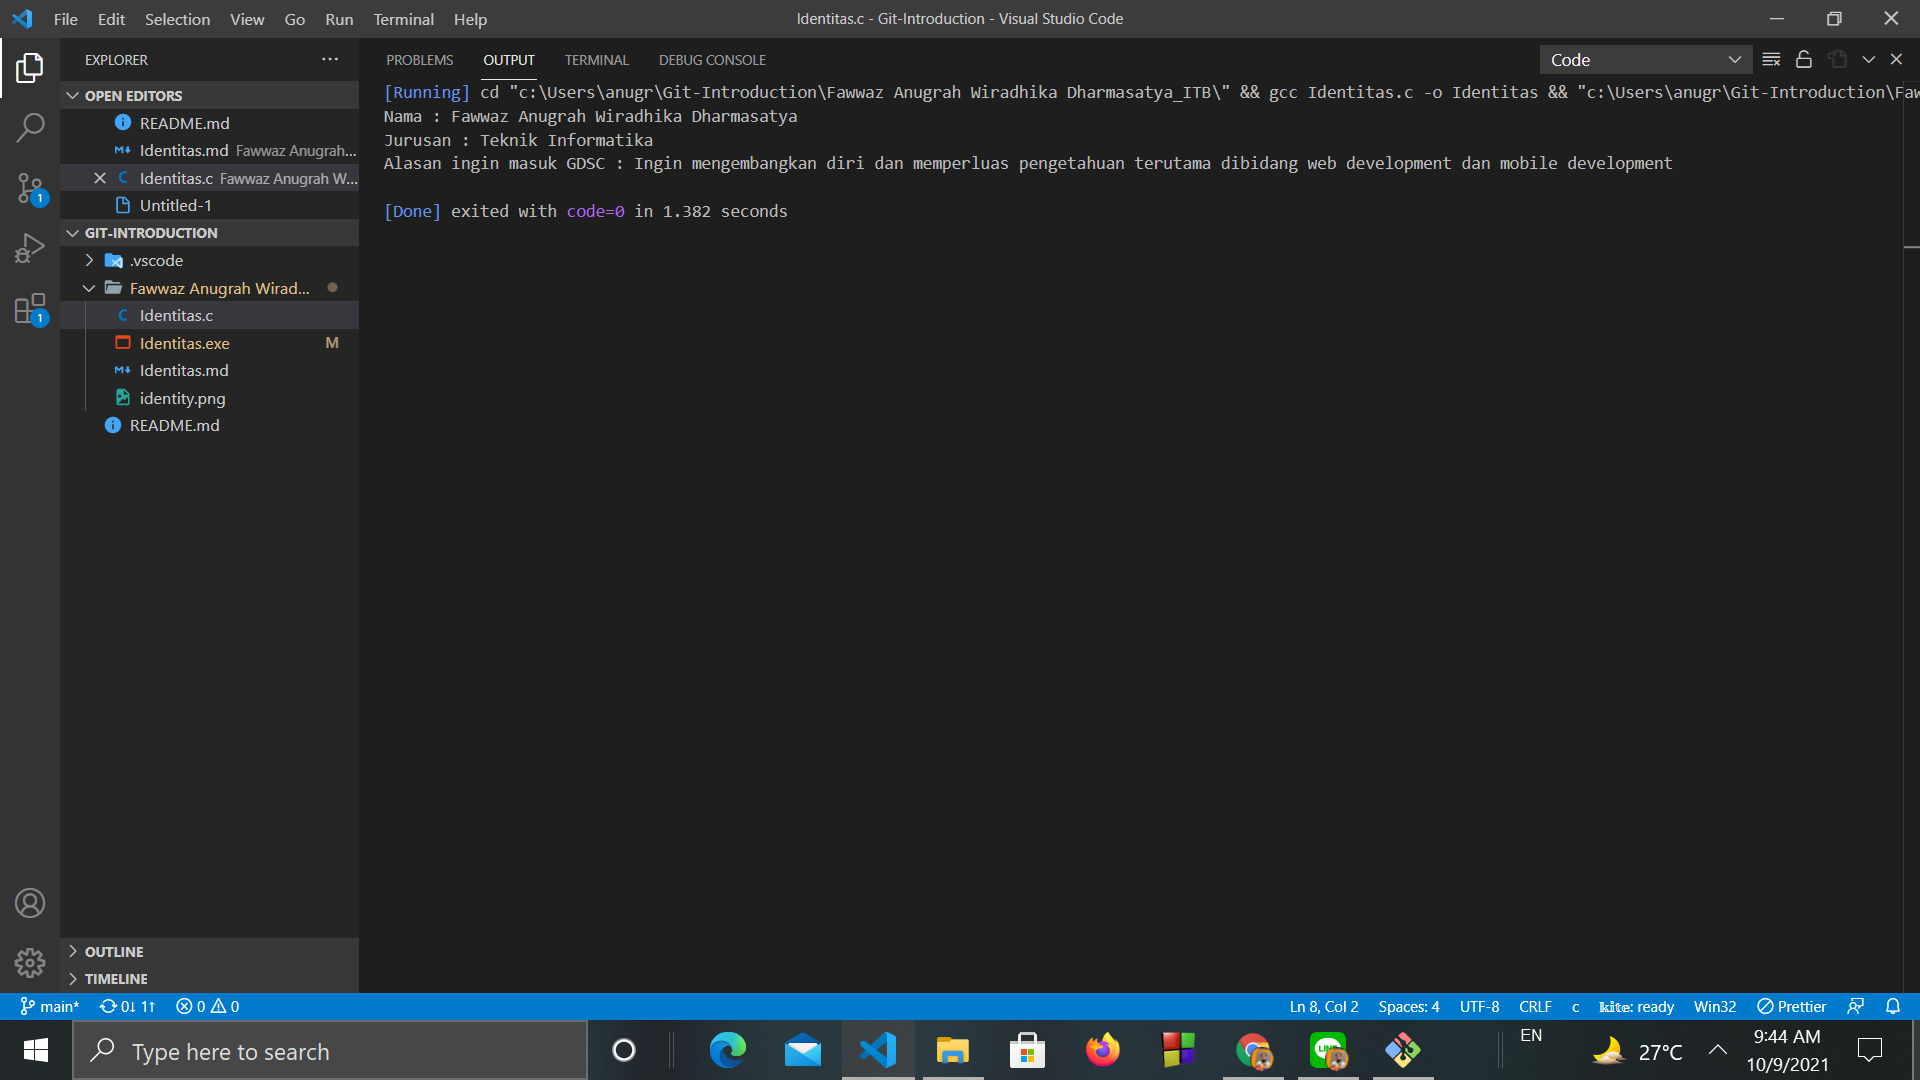 File Edit Selection View Go Run Terminal Help
Identitas.c - Git-Introduction - Visual Studio Code
EXPLORER
OPEN EDITORS
README.md
Identitas.md Fawwaz Anugrah...
Identitas.c Fawwaz Anugrah W...
Untitled-1
GIT-INTRODUCTION
.vscode
Fawwaz Anugrah Wirad...
Identitas.c
Identitas.exe M
Identitas.md
identity.png
README.md
OUTLINE
TIMELINE
1
1
PROBLEMS OUTPUT TERMINAL DEBUG CONSOLE
Code
[Running] cd "c:\Users\anugr\Git-Introduction\Fawwaz Anugrah Wiradhika Dharmasatya_ITB\" && gcc Identitas.c -o Identitas && "c:\Users\anugr\Git-Introduction\Faw
Nama : Fawwaz Anugrah Wiradhika Dharmasatya
Jurusan : Teknik Informatika
Alasan ingin masuk GDSC : Ingin mengembangkan diri dan memperluas pengetahuan terutama dibidang web development dan mobile development
[Done] exited with code=0 in 1.382 seconds
main* 0↓ 1↑ 0 0
Ln 8, Col 2 Spaces: 4 UTF-8 CRLF c kite: ready Win32 Prettier
Type here to search
LINE
EN
27°C
9:44 AM
10/9/2021